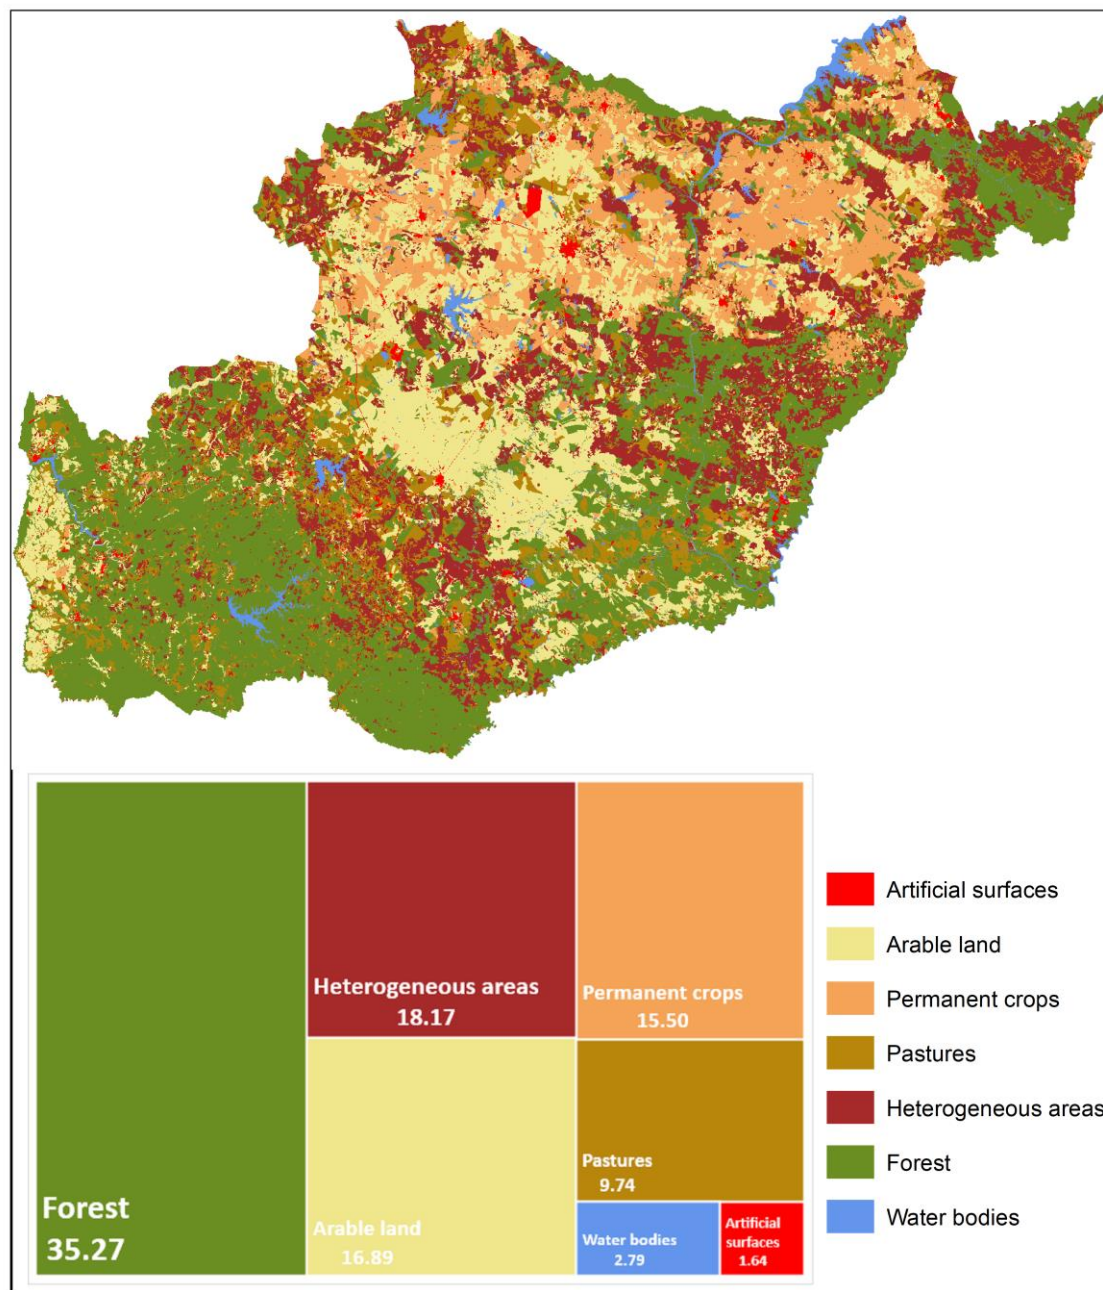 Heterogeneous areas
18.17
Permanent crops
15.50
Forest
35.27
Arable land
16.89
Pastures
9.74
Water bodies
2.79
Artificial
surfaces
1.64
Artificial surfaces
Arable land
Permanent crops
Pastures
Heterogeneous areas
Forest
Water bodies